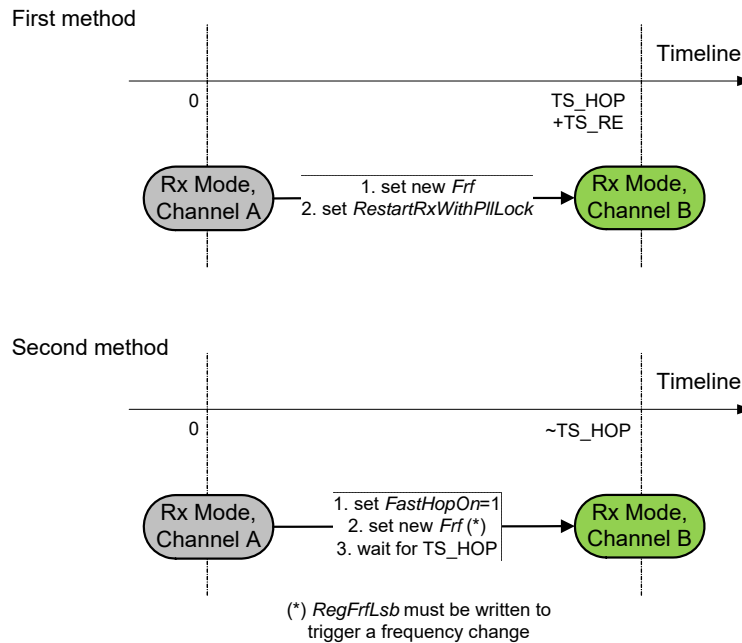 First method
Timeline
0
TS_HOP
+TS_RE
Rx Mode,
Channel A
1. set new Frf
2. set RestartRxWithPllLock
Rx Mode,
Channel B
Second method
Timeline
0
~TS_HOP
Rx Mode,
Channel A
1. set FastHopOn=1
2. set new Frf (*)
3. wait for TS_HOP
Rx Mode,
Channel B
(*) RegFrfLsb must be written to
trigger a frequency change